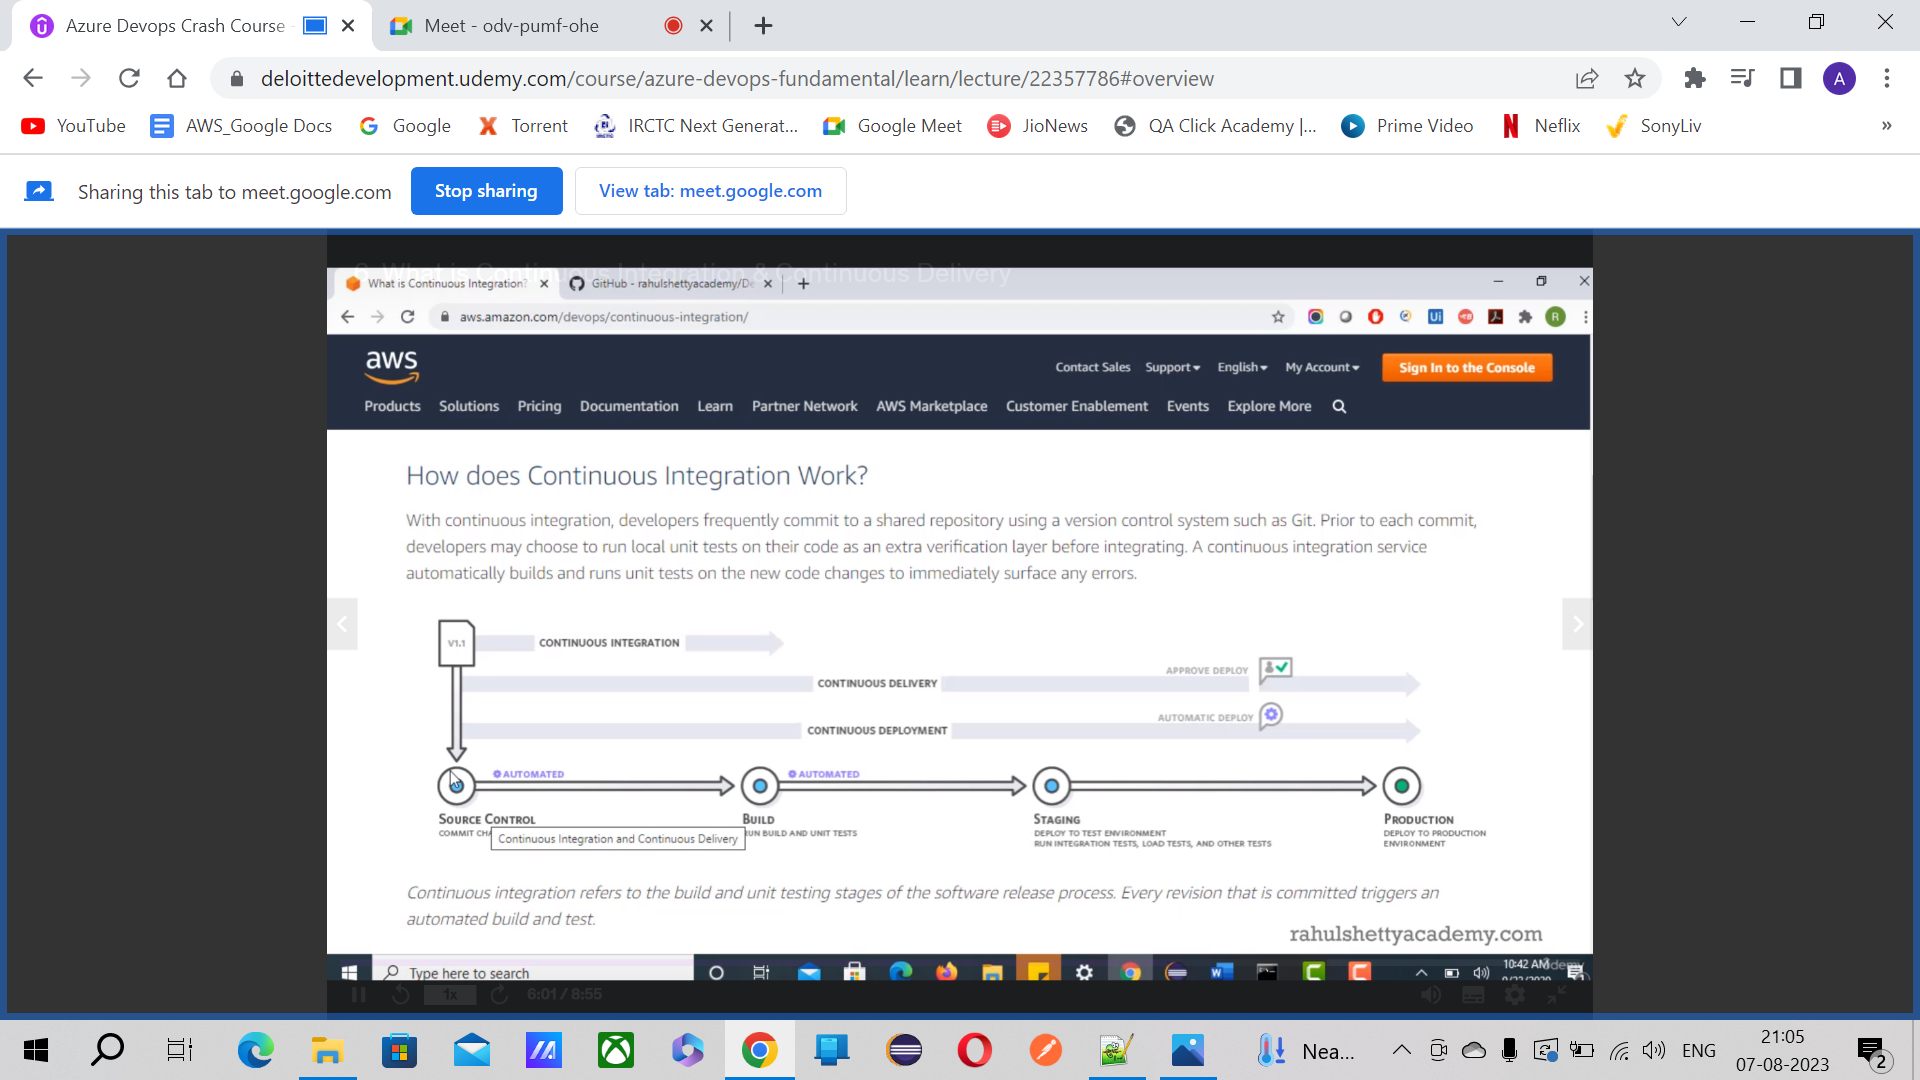 Azure Devops Crash Course
Meet - odv-pumf-ohe
deloittedevelopment.udemy.com/course/azure-devops-fundamental/learn/lecture/22357786#overview
A
YouTube AWS_Google Docs Google Torrent IRCTC Next Generat... Google Meet JioNews QA Click Academy |... Prime Video Neflix SonyLiv »
Sharing this tab to meet.google.com Stop sharing View tab: meet.google.com
What is Continuous Integration & Continuous Delivery
What is Continuous Integration? GitHub - rahulshettyacademy/De
aws.amazon.com/devops/continuous-integration/
Ui R
aws
Contact Sales Support English My Account Sign In to the Console
Products Solutions Pricing Documentation Learn Partner Network AWS Marketplace Customer Enablement Events Explore More
How does Continuous Integration Work?
With continuous integration, developers frequently commit to a shared repository using a version control system such as Git. Prior to each commit,
developers may choose to run local unit tests on their code as an extra verification layer before integrating. A continuous integration service
automatically builds and runs unit tests on the new code changes to immediately surface any errors.
V1.1
CONTINUOUS INTEGRATION
APPROVE DEPLOY
CONTINUOUS DELIVERY
AUTOMATIC DEPLOY
CONTINUOUS DEPLOYMENT
AUTOMATED AUTOMATED
SOURCE CONTROL BUILD STAGING PRODUCTION
COMMIT CHA RUN BUILD AND UNIT TESTS DEPLOY TO TEST ENVIRONMENT DEPLOY TO PRODUCTION
Continuous Integration and Continuous Delivery
RUN INTEGRATION TESTS, LOAD TESTS, AND OTHER TESTS ENVIRONMENT
Continuous integration refers to the build and unit testing stages of the software release process. Every revision that is committed triggers an
automated build and test.
rahulshettyacademy.com
Type here to search
10:42 AM
udemy
1x 6:01 / 8:55
Nea... ENG
21:05
07-08-2023
2